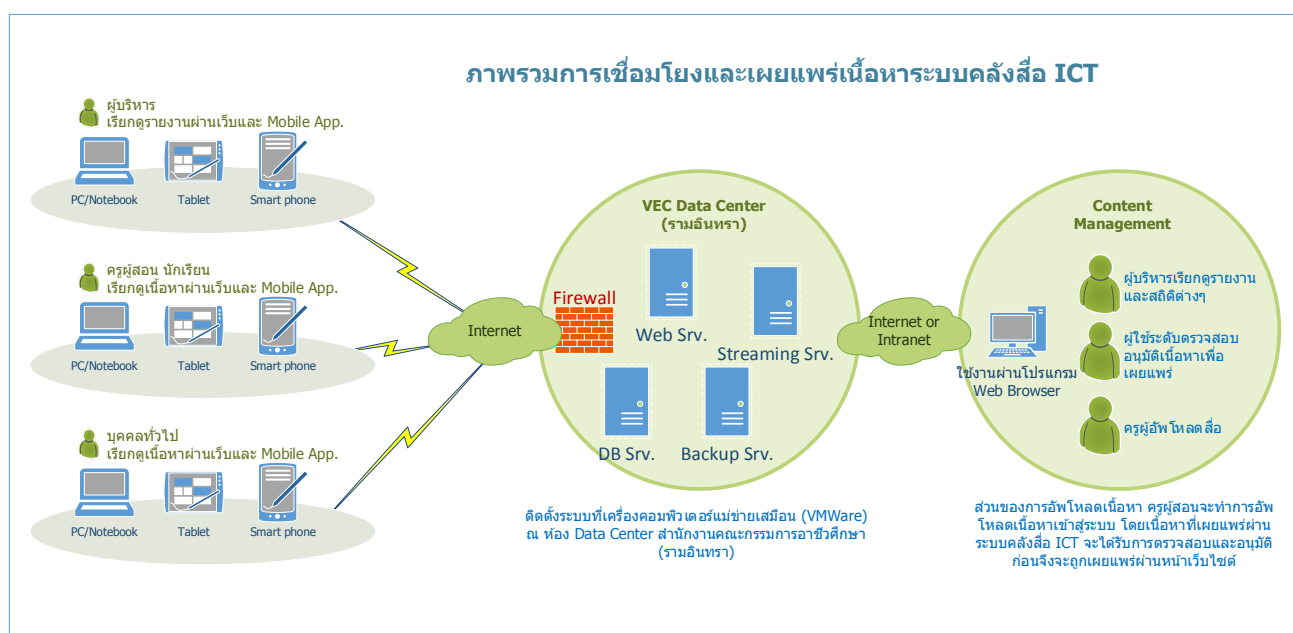 ภาพรวมการเชื่อมโยงและเผยแพร่เนื้อหาระบบคลังสื่อ ICT
ผู้บริหาร
เรียกดูรายงานผ่านเว็บและ Mobile App.
PC/Notebook
Tablet
Smart phone
ครูผู้สอน นักเรียน
เรียกดูเนื้อหาผ่านเว็บและ Mobile App.
PC/Notebook
Tablet
Smart phone
บุคคลทั่วไป
เรียกดูเนื้อหาผ่านเว็บและ Mobile App.
PC/Notebook
Tablet
Smart phone
Internet
VEC Data Center
(รามอินทรา)
Firewall
Web Srv.
Streaming Srv.
DB Srv.
Backup Srv.
ติดตั้งระบบที่เครื่องคอมพิวเตอร์แม่ข่ายเสมือน (VMWare)
ณ ห้อง Data Center สำนักงานคณะกรรมการอาชีวศึกษา
(รามอินทรา)
Internet or
Intranet
Content
Management
ผู้บริหารเรียกดูรายงาน
และสถิติต่างๆ
ผู้ใช้ระดับตรวจสอบ
อนุมัติเนื้อหาเพื่อ
เผยแพร่
ใช้งานผ่านโปรแกรม
Web Browser
ครูผู้อัพโหลดสื่อ
ส่วนของการอัพโหลดเนื้อหา ครูผู้สอนจะทำการอัพ
โหลดเนื้อหาเข้าสู่ระบบ โดยเนื้อหาที่เผยแพร่ผ่าน
ระบบคลังสื่อ ICT จะได้รับการตรวจสอบและอนุมัติ
ก่อนจึงจะถูกเผยแพร่ผ่านหน้าเว็บไซต์